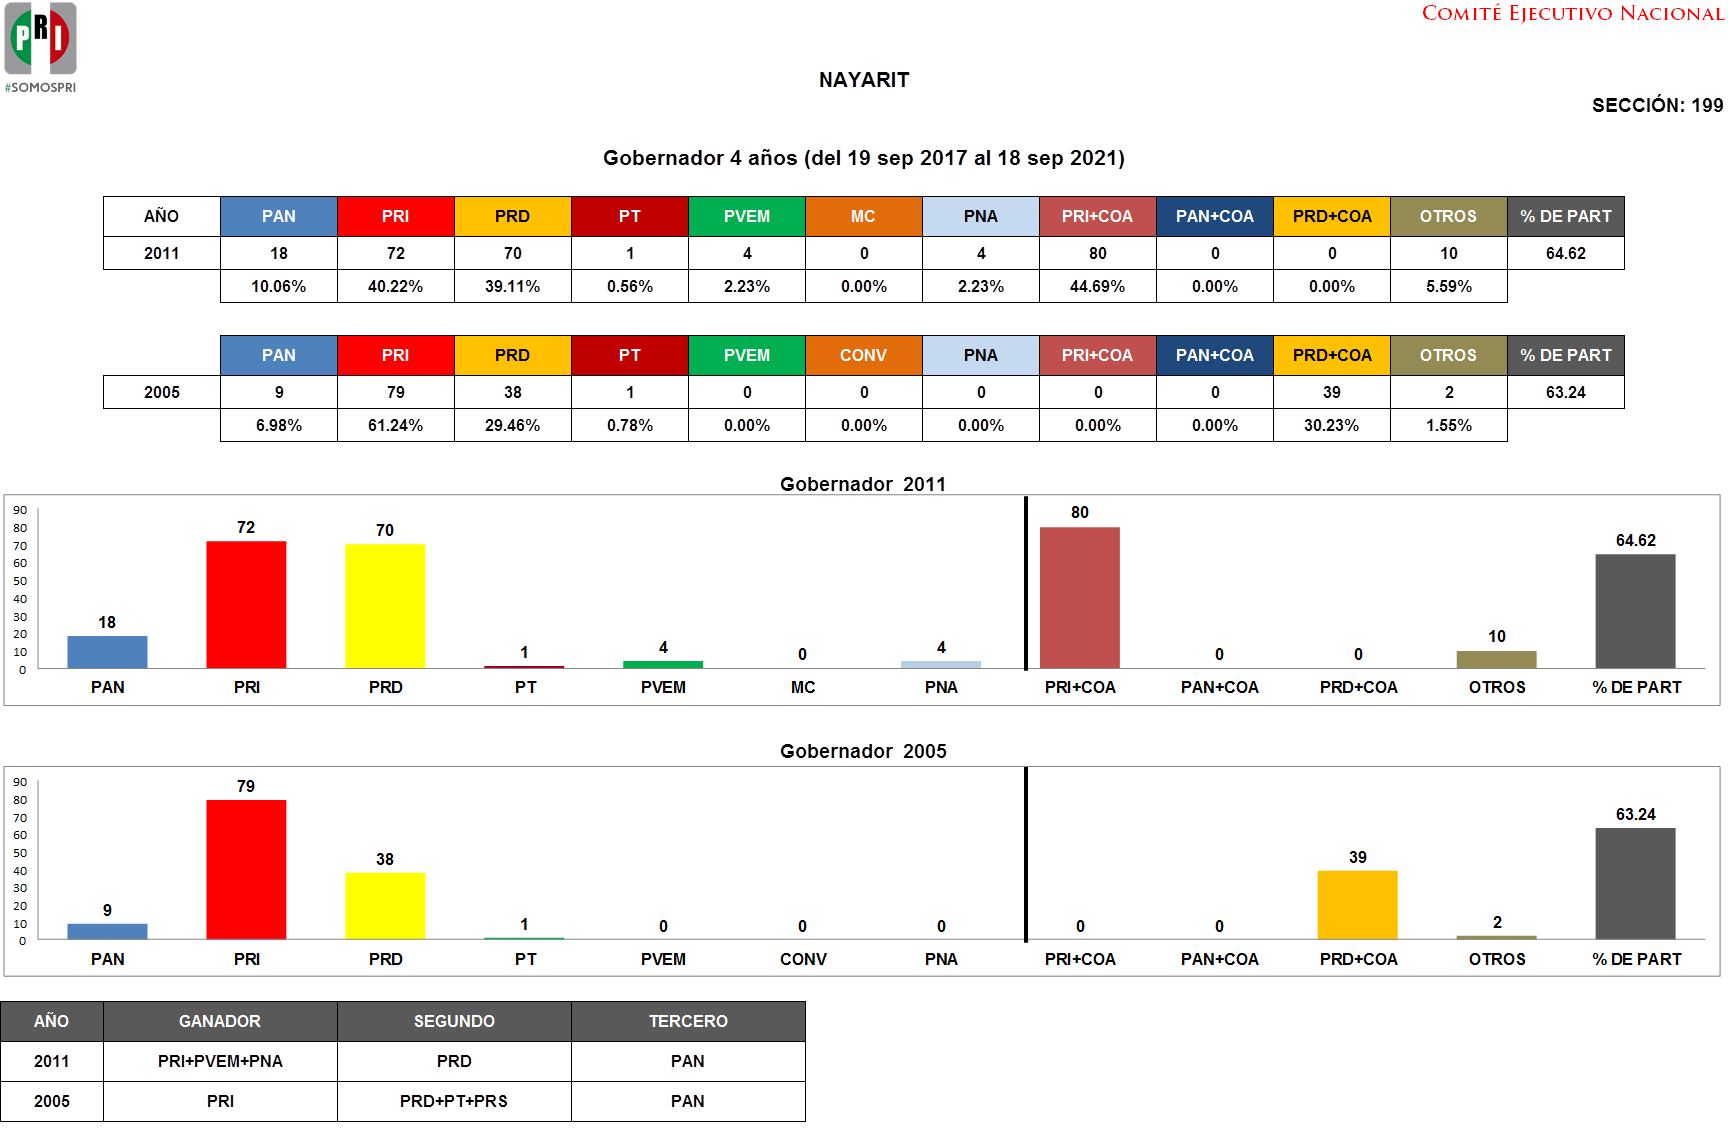 PRI
#SOMOSPRI
COMITÉ EJECUTIVO NACIONAL
NAYARIT
SECCIÓN: 199
Gobernador 4 años (del 19 sep 2017 al 18 sep 2021)
AÑO PAN PRI PRD PT PVEM MC PNA PRI+COA PAN+COA PRD+COA OTROS % DE PART
2011 18 72 70 1 4 0 4 80 0 0 10 64.62
10.06% 40.22% 39.11% 0.56% 2.23% 0.00% 2.23% 44.69% 0.00% 0.00% 5.59%
PAN PRI PRD PT PVEM CONV PNA PRI+COA PAN+COA PRD+COA OTROS % DE PART
2005 9 79 38 1 0 0 0 0 0 39 2 63.24
6.98% 61.24% 29.46% 0.78% 0.00% 0.00% 0.00% 0.00% 0.00% 30.23% 1.55%
Gobernador 2011
90
80
70
60
50
40
30
20
10
0
18 72 70 1 4 0 4 80 0 0 10 64.62
PAN PRI PRD PT PVEM MC PNA PRI+COA PAN+COA PRD+COA OTROS % DE PART
Gobernador 2005
90
80
70
60
50
40
30
20
10
0
9 79 38 1 0 0 0 0 0 39 2 63.24
PAN PRI PRD PT PVEM CONV PNA PRI+COA PAN+COA PRD+COA OTROS % DE PART
AÑO GANADOR SEGUNDO TERCERO
2011 PRI+PVEM+PNA PRD PAN
2005 PRI PRD+PT+PRS PAN